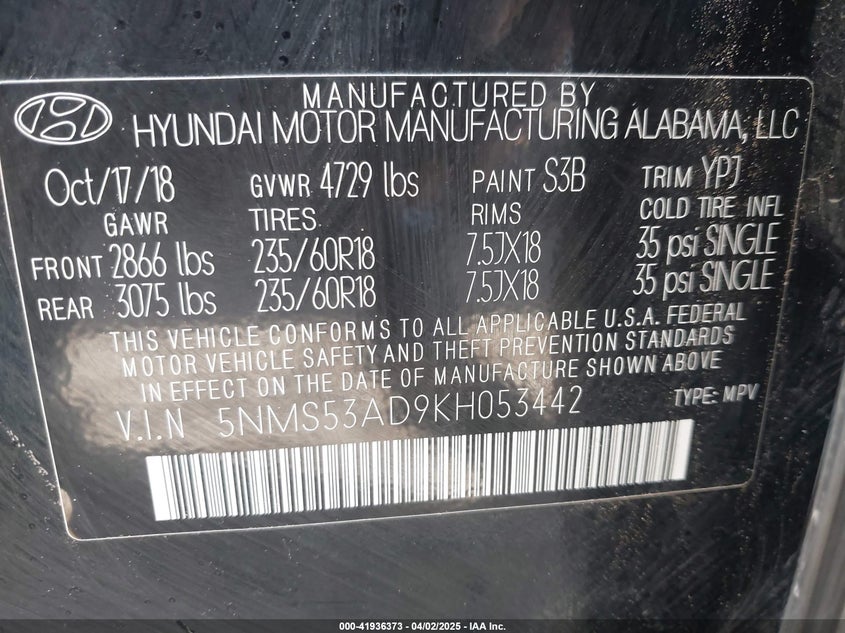 MANUFACTURED BY
HYUNDAI MOTOR MANUFACTURING ALABAMA, LLC
Oct/17/18 GVWR 4729 lbs PAINT S3B TRIM YPJ
GAWR TIRES RIMS COLD TIRE INFL
FRONT 2866 lbs 235/60R18 7.5JX18 35 psi SINGLE
REAR 3075 lbs 235/60R18 7.5JX18 35 psi SINGLE
THIS VEHICLE CONFORMS TO ALL APPLICABLE U.S.A. FEDERAL
MOTOR VEHICLE SAFETY AND THEFT PREVENTION STANDARDS
IN EFFECT ON THE DATE OF MANUFACTURE SHOWN ABOVE
V.I.N 5NMS53AD9KH053442 TYPE: MPV
000-41936373 - 04/02/2025 - IAA Inc.